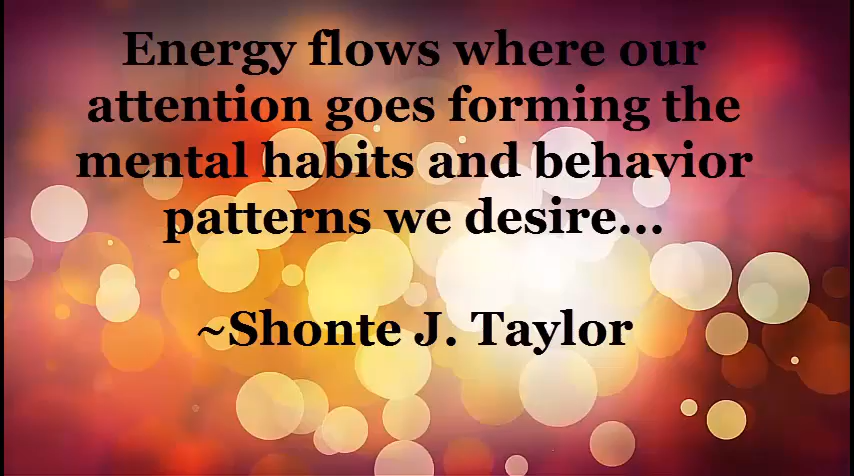 Energy flows where our
attention goes forming the
mental habits and behavior
patterns we desire...
~Shonte J. Taylor